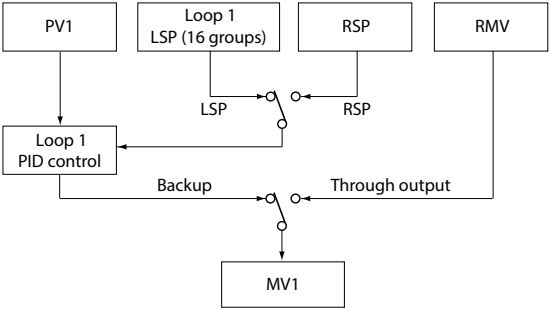 PV1
Loop 1
LSP (16 groups)
RSP
RMV
LSP
RSP
Loop 1
PID control
Backup
Through output
MV1